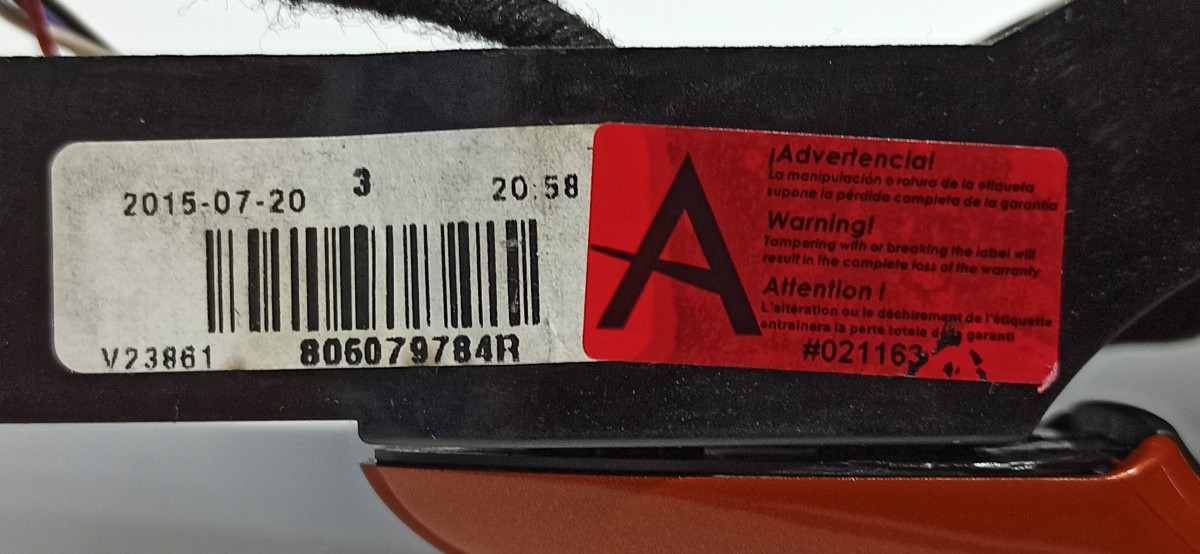 2015-07-20 3 20:58
V23861 806079784R
A
¡Advertencia!
La manipulación o rotura de la etiqueta
supone la pérdida completa de la garantía
Warning!
Tampering with or breaking the label will
result in the complete loss of the warranty
Attention !
L'altération ou le déchirement de l'étiquette
entrainera la perte totale de la garanti
#021163